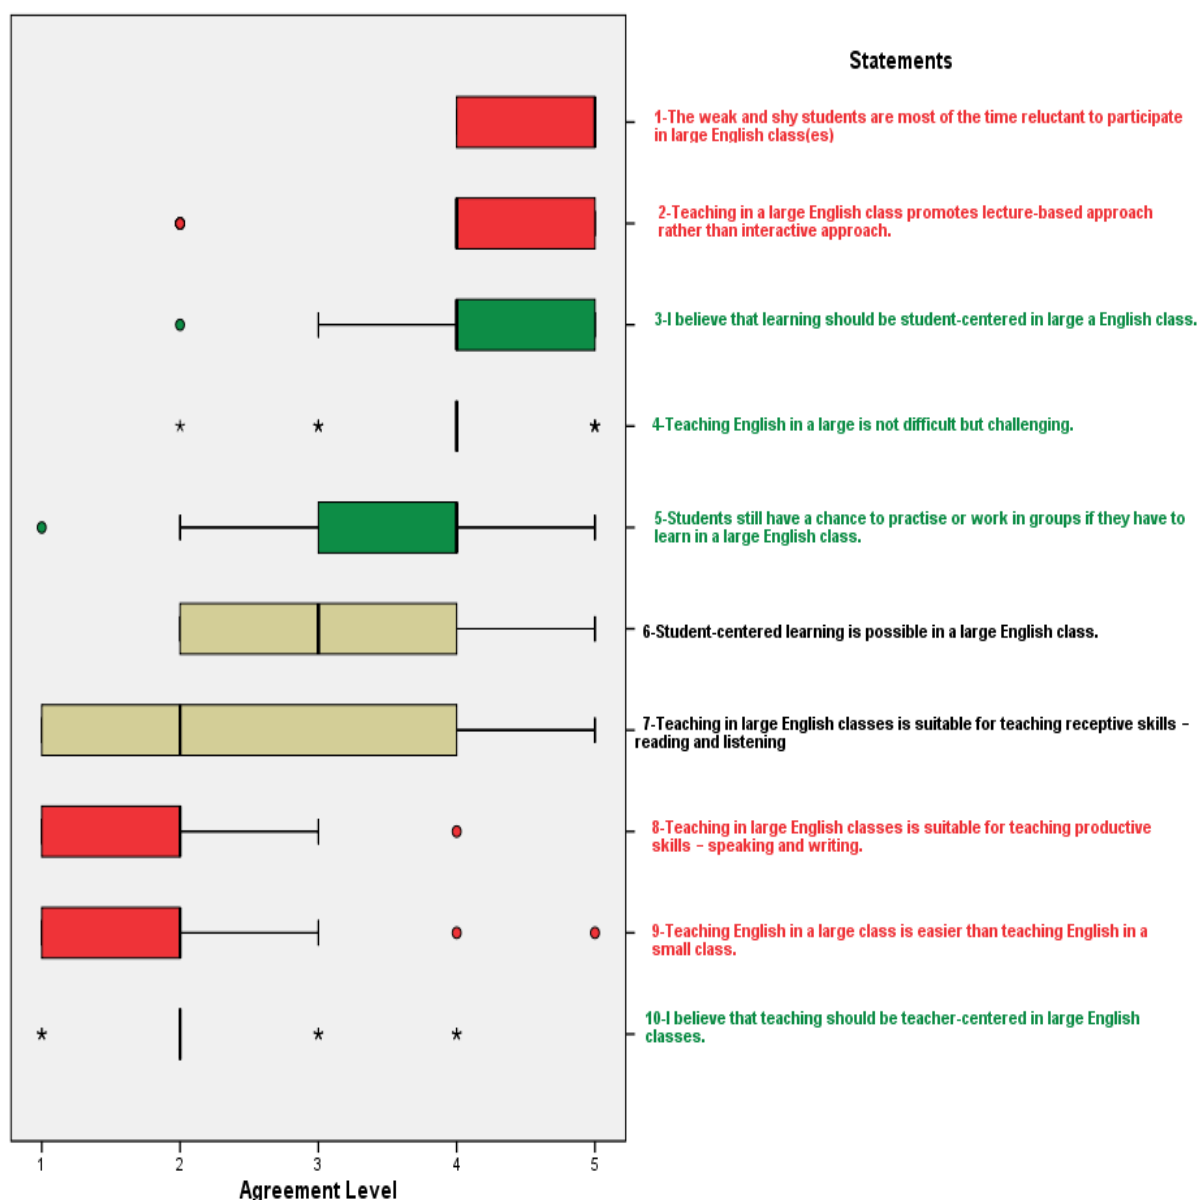 Statements
1-The weak and shy students are most of the time reluctant to participate
in large English class(es)
2-Teaching in a large English class promotes lecture-based approach
rather than interactive approach.
3-I believe that learning should be student-centered in large a English class.
4-Teaching English in a large is not difficult but challenging.
5-Students still have a chance to practise or work in groups if they have to
learn in a large English class.
6-Student-centered learning is possible in a large English class.
7-Teaching in large English classes is suitable for teaching receptive skills –
reading and listening
8-Teaching in large English classes is suitable for teaching productive
skills – speaking and writing.
9-Teaching English in a large class is easier than teaching English in a
small class.
10-I believe that teaching should be teacher-centered in large English
classes.
1 2 3 4 5
Agreement Level